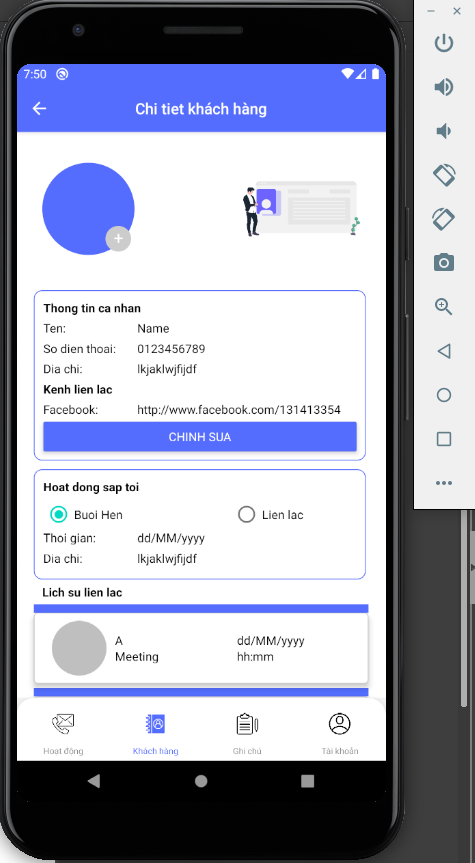 7:50
Chi tiet khách hàng
+
Thong tin ca nhan
Ten: Name
So dien thoai: 0123456789
Dia chi: lkjaklwjfijdf
Kenh lien lac
Facebook: http://www.facebook.com/131413354
CHINH SUA
Hoat dong sap toi
Buoi Hen Lien lac
Thoi gian: dd/MM/yyyy
Dia chi: lkjaklwjfijdf
Lich su lien lac
A dd/MM/yyyy
Meeting hh:mm
Hoạt động Khách hàng Ghi chú Tài khoản